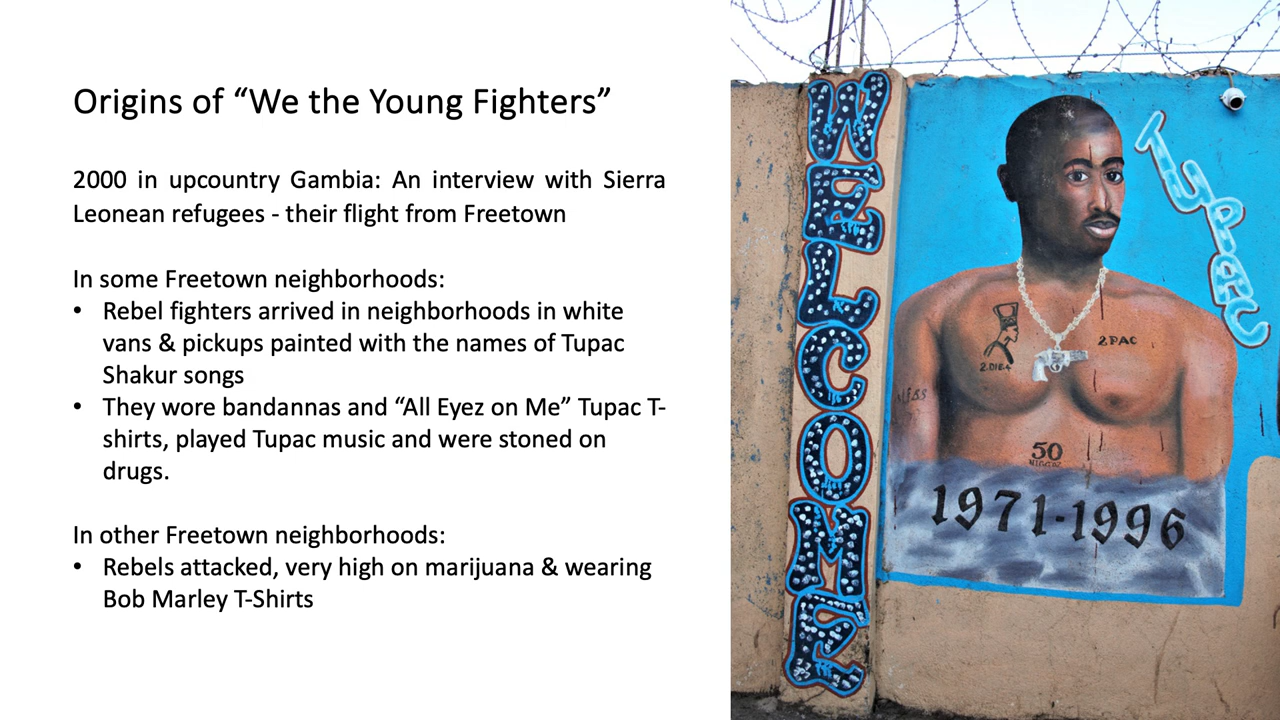 Origins of “We the Young Fighters”
2000 in upcountry Gambia: An interview with Sierra
Leonean refugees - their flight from Freetown
In some Freetown neighborhoods:
• Rebel fighters arrived in neighborhoods in white
vans & pickups painted with the names of Tupac
Shakur songs
• They wore bandannas and “All Eyez on Me” Tupac T-
shirts, played Tupac music and were stoned on
drugs.
In other Freetown neighborhoods:
• Rebels attacked, very high on marijuana & wearing
Bob Marley T-Shirts
WELCOME
TUPAC
2PAC
2.DIE4
50
1971-1996